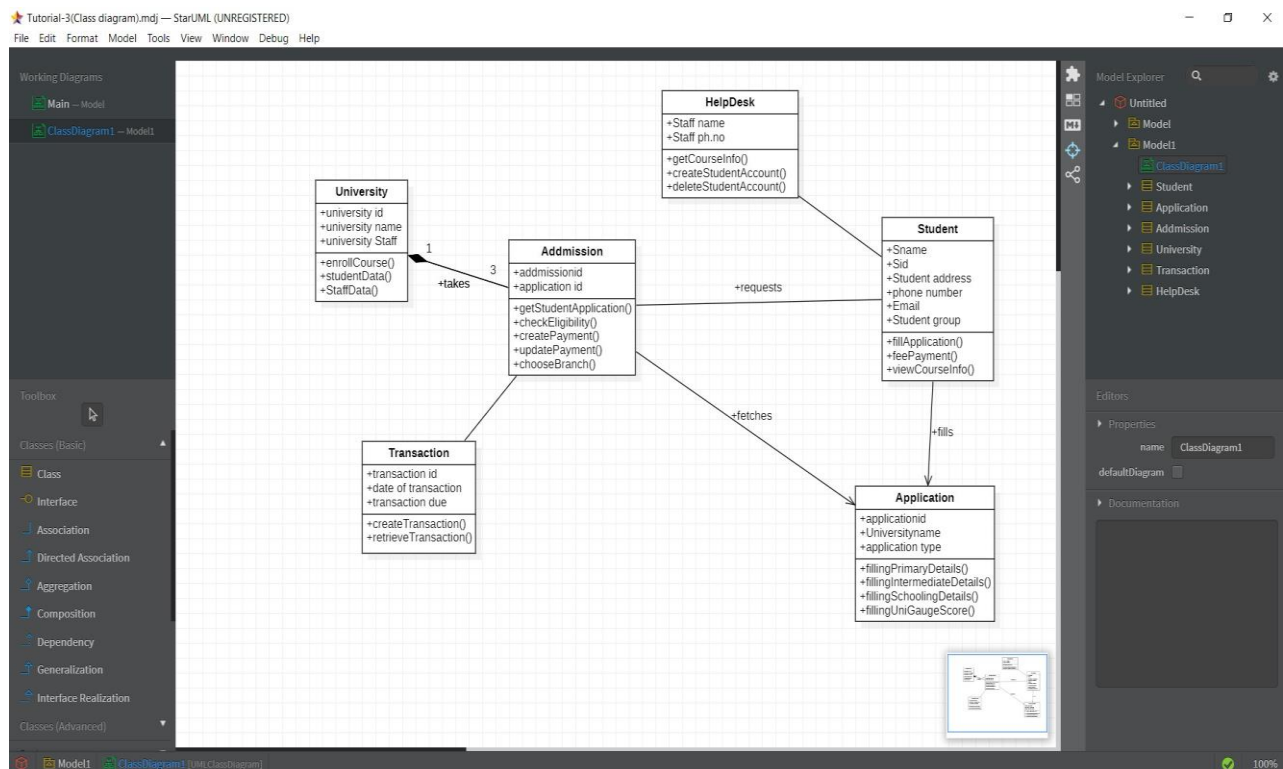 Tutorial-3(Class diagram).mdj — StarUML (UNREGISTERED)
File Edit Format Model Tools View Window Debug Help
Working Diagrams
Main — Model
ClassDiagram1 — Model1
Toolbox
Classes (Basic)
Class
Interface
Association
Directed Association
Aggregation
Composition
Dependency
Generalization
Interface Realization
Classes (Advanced)
HelpDesk
+Staff name
+Staff ph.no
+getCourseInfo()
+createStudentAccount()
+deleteStudentAccount()
University
+university id
+university name
+university Staff
+enrollCourse()
+studentData()
+StaffData()
1
+takes
3
Addmission
+addmissionid
+application id
+getStudentApplication()
+checkEligibility()
+createPayment()
+updatePayment()
+chooseBranch()
+requests
Student
+Sname
+Sid
+Student address
+phone number
+Email
+Student group
+fillApplication()
+feePayment()
+viewCourseInfo()
+fetches
+fills
Transaction
+transaction id
+date of transaction
+transaction due
+createTransaction()
+retrieveTransaction()
Application
+applicationid
+Universityname
+application type
+fillingPrimaryDetails()
+fillingIntermediateDetails()
+fillingSchoolingDetails()
+fillingUniGaugeScore()
M
Model Explorer
Untitled
Model
Model1
ClassDiagram1
Student
Application
Addmission
University
Transaction
HelpDesk
Editors
Properties
name ClassDiagram1
defaultDiagram
Documentation
Model1 ClassDiagram1 [UMLClassDiagram]
100%